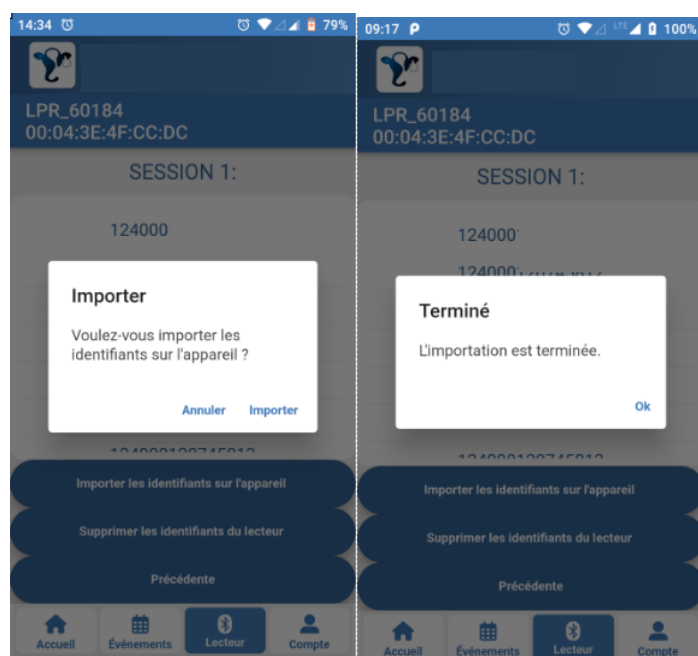 14:34 79%
LPR_60184
00:04:3E:4F:CC:DC
SESSION 1:
124000
Importer
Voulez-vous importer les
identifiants sur l'appareil ?
Annuler Importer
Importer les identifiants sur l'appareil
Supprimer les identifiants du lecteur
Précédente
Accueil Événements Lecteur Compte
09:17 LTE 100%
LPR_60184
00:04:3E:4F:CC:DC
SESSION 1:
124000
Terminé
L'importation est terminée.
Ok
Importer les identifiants sur l'appareil
Supprimer les identifiants du lecteur
Précédente
Accueil Événements Lecteur Compte